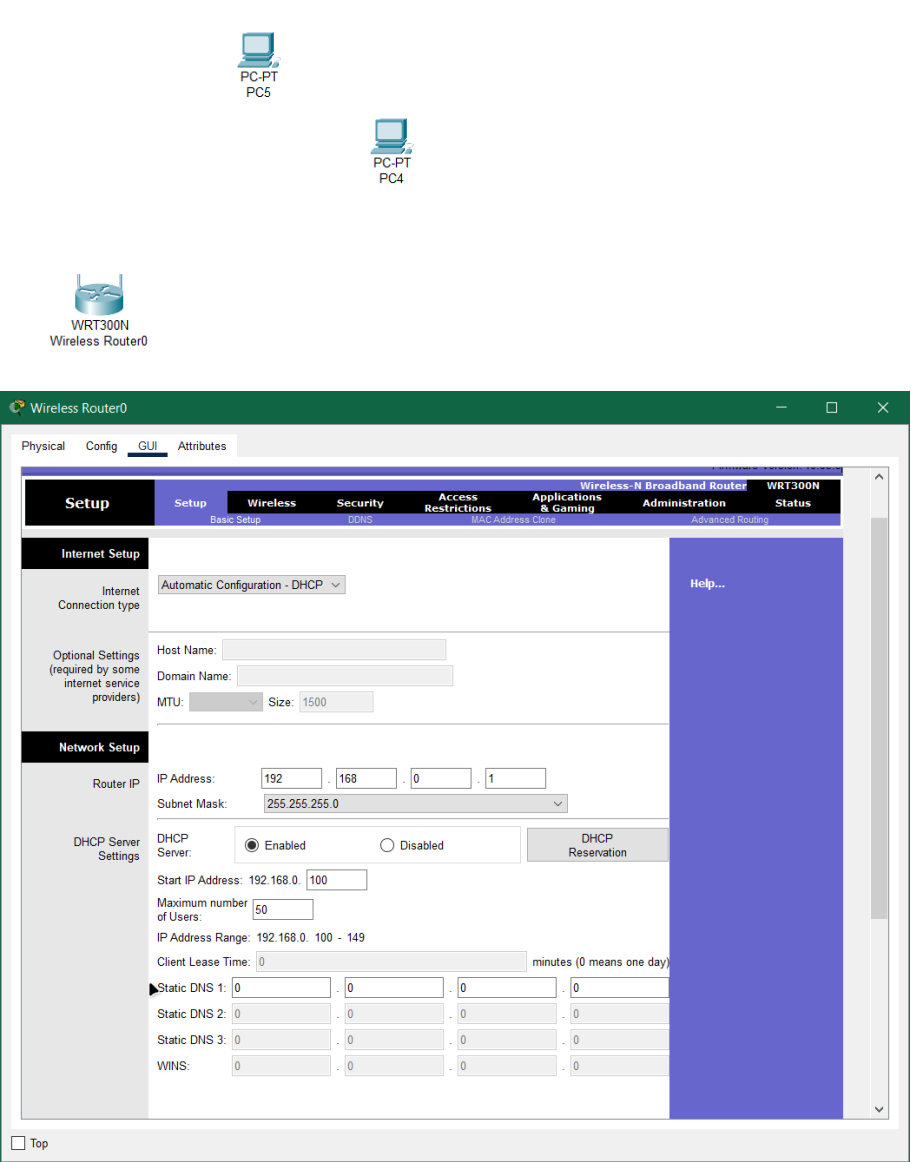 PC-PT
PC5
PC-PT
PC4
WRT300N
Wireless Router0
Wireless Router0
Physical Config GUI Attributes
Wireless-N Broadband Router WRT300N
Setup Setup Wireless Security Access Restrictions Applications & Gaming Administration Status
Basic Setup DDNS MAC Address Clone Advanced Routing
Internet Setup
Internet Connection type Automatic Configuration - DHCP
Help...
Optional Settings (required by some internet service providers)
Host Name:
Domain Name:
MTU: Size: 1500
Network Setup
Router IP
IP Address: 192 . 168 . 0 . 1
Subnet Mask: 255.255.255.0
DHCP Server Settings
DHCP Server: Enabled Disabled DHCP Reservation
Start IP Address: 192.168.0. 100
Maximum number of Users: 50
IP Address Range: 192.168.0. 100 - 149
Client Lease Time: 0 minutes (0 means one day)
Static DNS 1: 0 . 0 . 0 . 0
Static DNS 2: 0 . 0 . 0 . 0
Static DNS 3: 0 . 0 . 0 . 0
WINS: 0 . 0 . 0 . 0
Top